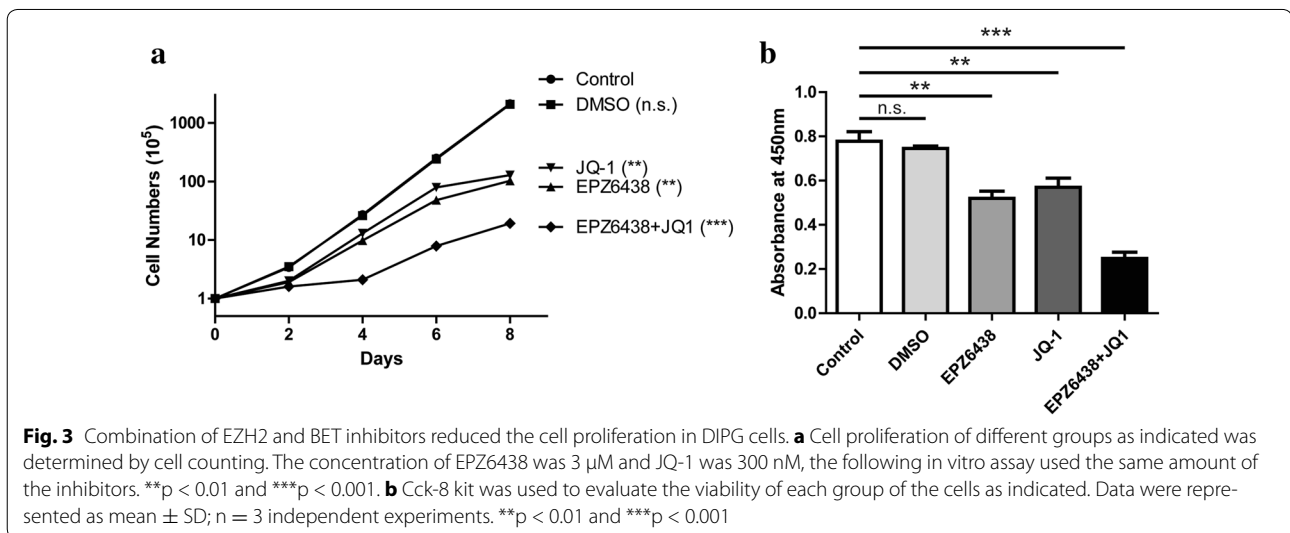 a
Control
DMSO (n.s.)
JQ-1 (**)
EPZ6438 (**)
EPZ6438+JQ1 (***)
Cell Numbers (10⁵)
1000
100
10
1
0 2 4 6 8
Days
b
***
**
**
n.s.
Absorbance at 450nm
1.0
0.8
0.6
0.4
0.2
0.0
Control
DMSO
EPZ6438
JQ-1
EPZ6438+JQ1
Fig. 3 Combination of EZH2 and BET inhibitors reduced the cell proliferation in DIPG cells. a Cell proliferation of different groups as indicated was
determined by cell counting. The concentration of EPZ6438 was 3 μM and JQ-1 was 300 nM, the following in vitro assay used the same amount of
the inhibitors. **p < 0.01 and ***p < 0.001. b Cck-8 kit was used to evaluate the viability of each group of the cells as indicated. Data were repre-
sented as mean ± SD; n = 3 independent experiments. **p < 0.01 and ***p < 0.001